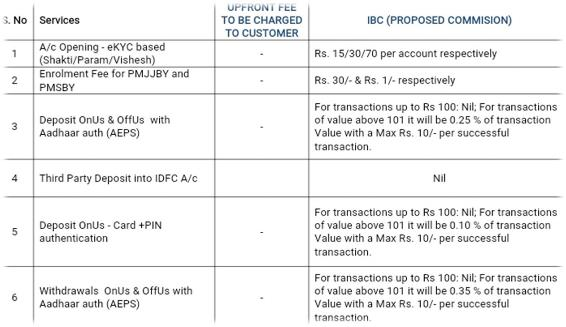 UPFRONT FEE
S. No Services TO BE CHARGED IBC (PROPOSED COMMISION)
TO CUSTOMER
1 A/c Opening - eKYC based - Rs. 15/30/70 per account respectively
(Shakti/Param/Vishesh)
2 Enrolment Fee for PMJJBY and - Rs. 30/- & Rs. 1/- respectively
PMSBY
3 Deposit OnUs & OffUs with
Aadhaar auth (AEPS)
-
For transactions up to Rs 100: Nil; For transactions
of value above 101 it will be 0.25 % of transaction
Value with a Max Rs. 10/- per successful
transaction.
4 Third Party Deposit into IDFC A/c Nil
5 Deposit OnUs - Card +PIN
authentication
-
For transactions up to Rs 100: Nil; For transactions
of value above 101 it will be 0.10 % of transaction
Value with a Max Rs. 10/- per successful
transaction.
6 Withdrawals OnUs & OffUs with
Aadhaar auth (AEPS)
-
For transactions up to Rs 100: Nil; For transactions
of value above 101 it will be 0.35 % of transaction
Value with a Max Rs. 10/- per successful
transaction.